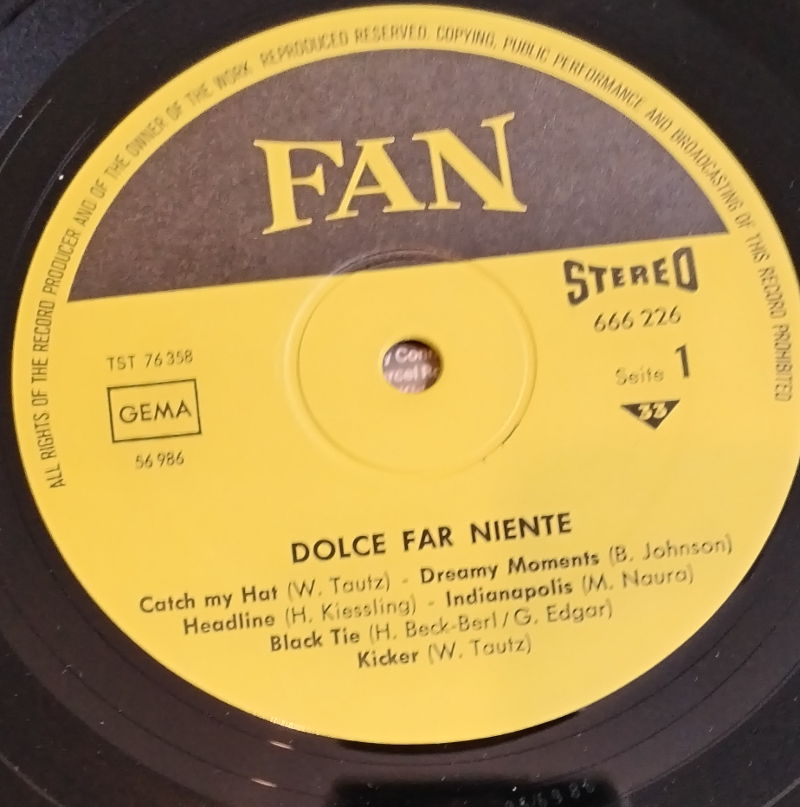 ALL RIGHTS OF THE RECORD PRODUCER AND OF THE OWNER OF THE WORK REPRODUCED RESERVED. COPYING, PUBLIC PERFORMANCE AND BROADCASTING OF THIS RECORD PROHIBITED
FAN
STEREO
666 226
Seite 1
33
TST 76 358
GEMA
56 986
DOLCE FAR NIENTE
Catch my Hat (W. Tautz) - Dreamy Moments (B. Johnson)
Headline (H. Kiessling) - Indianapolis (M. Naura)
Black Tie (H. Beck-Berl / G. Edgar)
Kicker (W. Tautz)